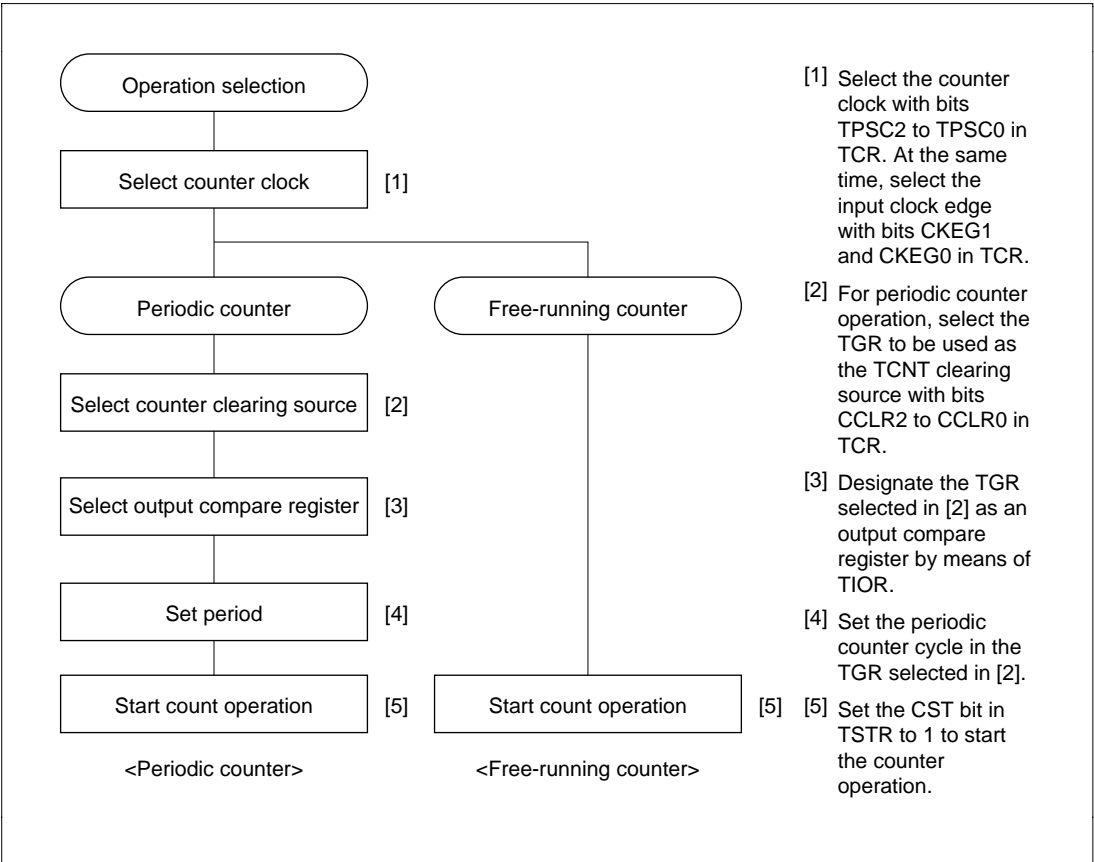 Operation selection
Select counter clock [1]
Periodic counter
Free-running counter
Select counter clearing source [2]
Select output compare register [3]
Set period [4]
Start count operation [5]
Start count operation [5]
<Periodic counter>
<Free-running counter>
[1] Select the counter
clock with bits
TPSC2 to TPSC0 in
TCR. At the same
time, select the
input clock edge
with bits CKEG1
and CKEG0 in TCR.
[2] For periodic counter
operation, select the
TGR to be used as
the TCNT clearing
source with bits
CCLR2 to CCLR0 in
TCR.
[3] Designate the TGR
selected in [2] as an
output compare
register by means of
TIOR.
[4] Set the periodic
counter cycle in the
TGR selected in [2].
[5] Set the CST bit in
TSTR to 1 to start
the counter
operation.